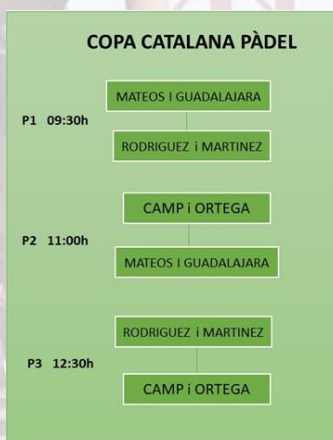 COPA CATALANA PÀDEL
MATEOS I GUADALAJARA
P1 09:30h
RODRIGUEZ i MARTINEZ
CAMP i ORTEGA
P2 11:00h
MATEOS I GUADALAJARA
RODRIGUEZ i MARTINEZ
P3 12:30h
CAMP i ORTEGA